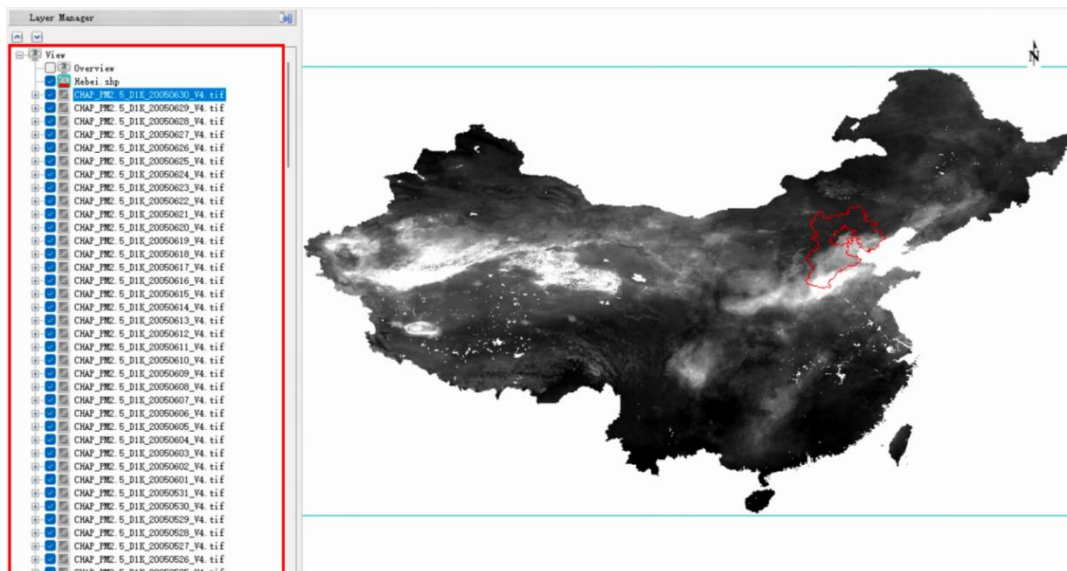 Layer Manager
View
Overview
Hebei.shp
CHAP_PM2.5_D1K_20050630_V4.tif
CHAP_PM2.5_D1K_20050629_V4.tif
CHAP_PM2.5_D1K_20050628_V4.tif
CHAP_PM2.5_D1K_20050627_V4.tif
CHAP_PM2.5_D1K_20050626_V4.tif
CHAP_PM2.5_D1K_20050625_V4.tif
CHAP_PM2.5_D1K_20050624_V4.tif
CHAP_PM2.5_D1K_20050623_V4.tif
CHAP_PM2.5_D1K_20050622_V4.tif
CHAP_PM2.5_D1K_20050621_V4.tif
CHAP_PM2.5_D1K_20050620_V4.tif
CHAP_PM2.5_D1K_20050619_V4.tif
CHAP_PM2.5_D1K_20050618_V4.tif
CHAP_PM2.5_D1K_20050617_V4.tif
CHAP_PM2.5_D1K_20050616_V4.tif
CHAP_PM2.5_D1K_20050615_V4.tif
CHAP_PM2.5_D1K_20050614_V4.tif
CHAP_PM2.5_D1K_20050613_V4.tif
CHAP_PM2.5_D1K_20050612_V4.tif
CHAP_PM2.5_D1K_20050611_V4.tif
CHAP_PM2.5_D1K_20050610_V4.tif
CHAP_PM2.5_D1K_20050609_V4.tif
CHAP_PM2.5_D1K_20050608_V4.tif
CHAP_PM2.5_D1K_20050607_V4.tif
CHAP_PM2.5_D1K_20050606_V4.tif
CHAP_PM2.5_D1K_20050605_V4.tif
CHAP_PM2.5_D1K_20050604_V4.tif
CHAP_PM2.5_D1K_20050603_V4.tif
CHAP_PM2.5_D1K_20050602_V4.tif
CHAP_PM2.5_D1K_20050601_V4.tif
CHAP_PM2.5_D1K_20050531_V4.tif
CHAP_PM2.5_D1K_20050530_V4.tif
CHAP_PM2.5_D1K_20050529_V4.tif
CHAP_PM2.5_D1K_20050528_V4.tif
CHAP_PM2.5_D1K_20050527_V4.tif
CHAP_PM2.5_D1K_20050526_V4.tif
N